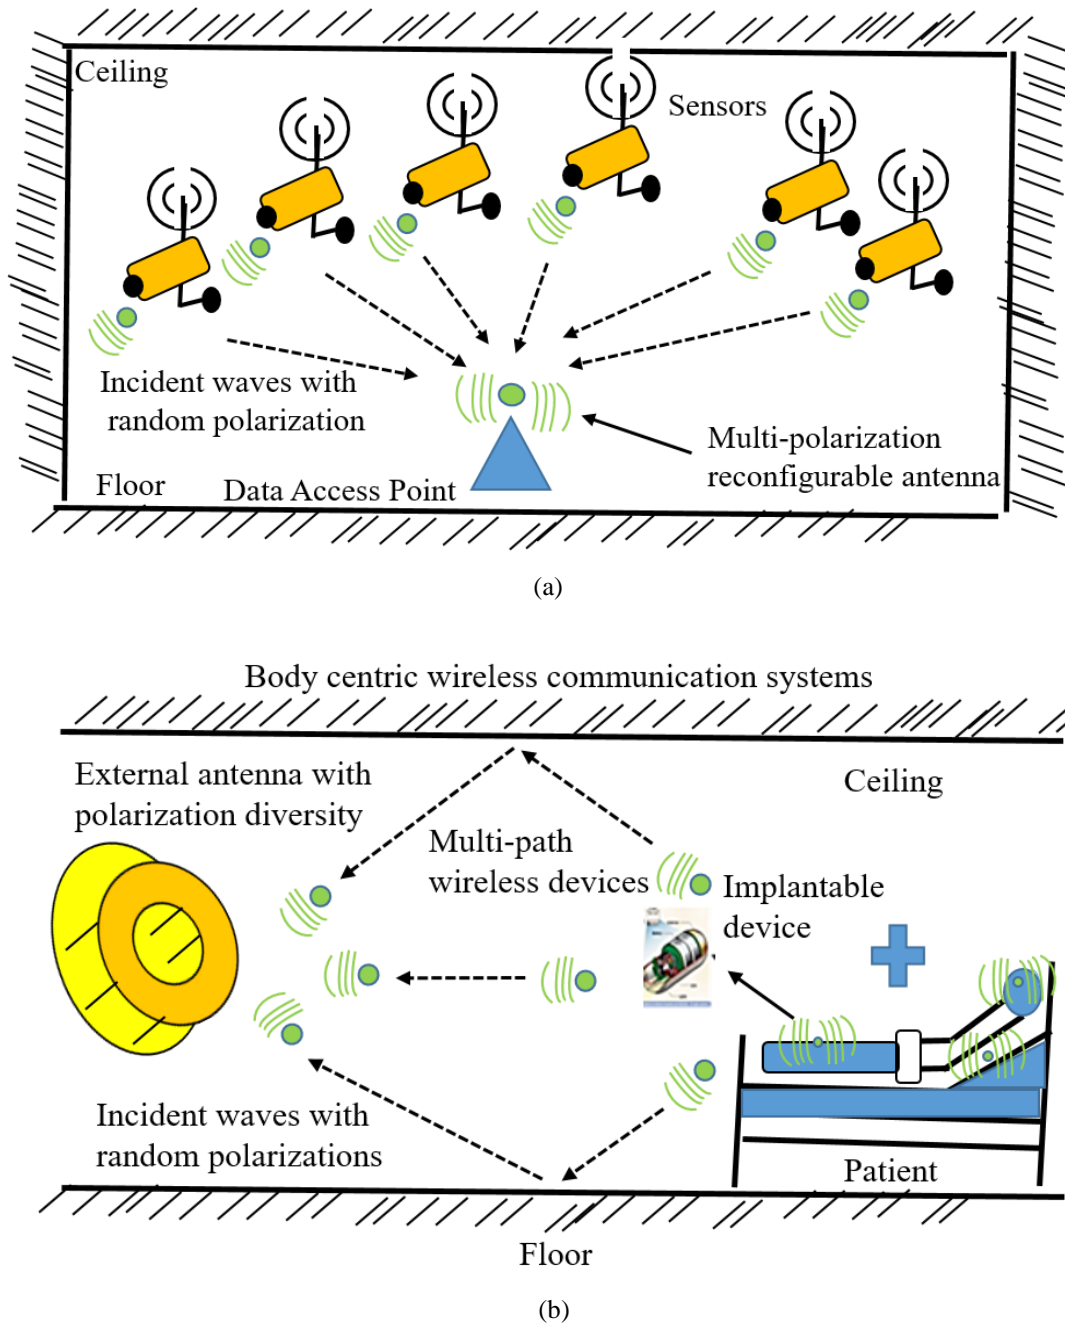 Ceiling
Sensors
Incident waves with
random polarization
Multi-polarization
reconfigurable antenna
Floor
Data Access Point
(a)
Body centric wireless communication systems
External antenna with
polarization diversity
Ceiling
Multi-path
wireless devices
Implantable
device
Incident waves with
random polarizations
Patient
Floor
(b)